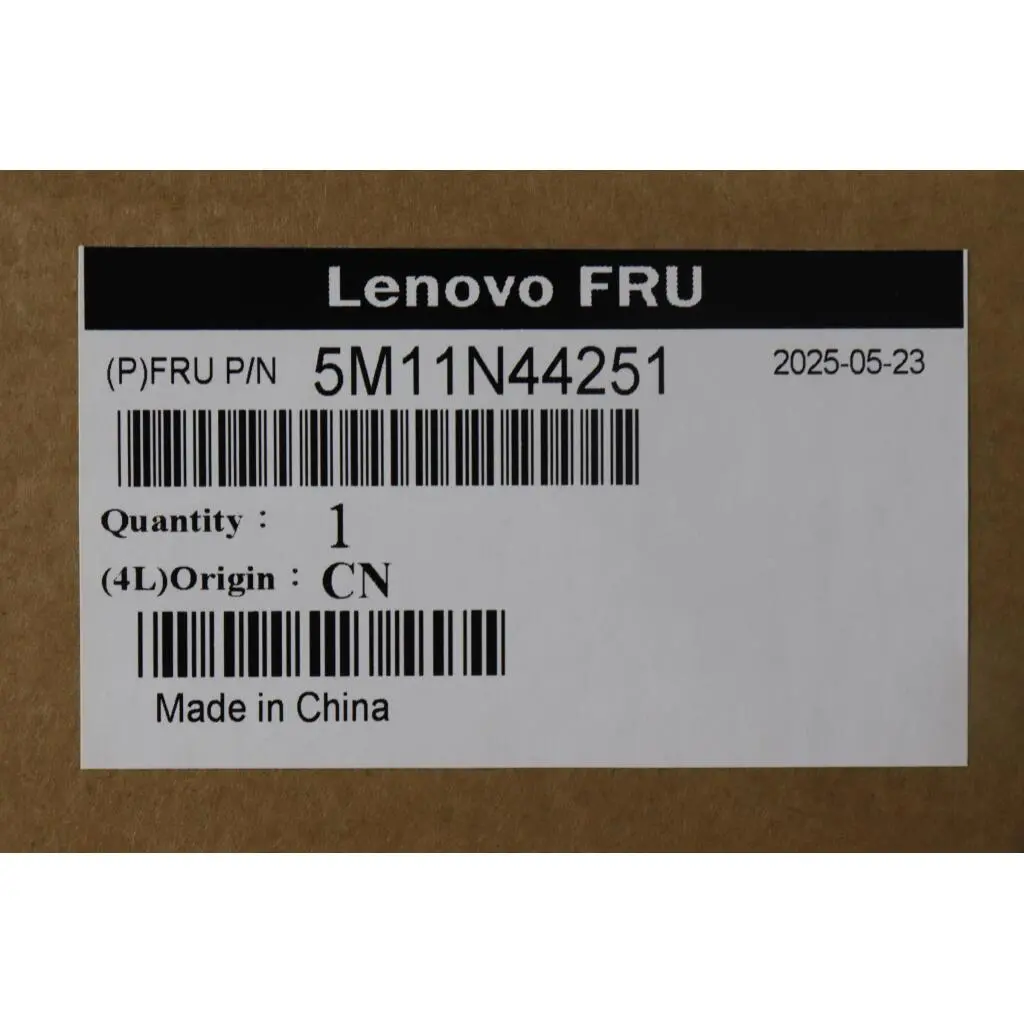 Lenovo FRU
(P)FRU P/N 5M11N44251 2025-05-23
Quantity : 1
(4L)Origin : CN
Made in China